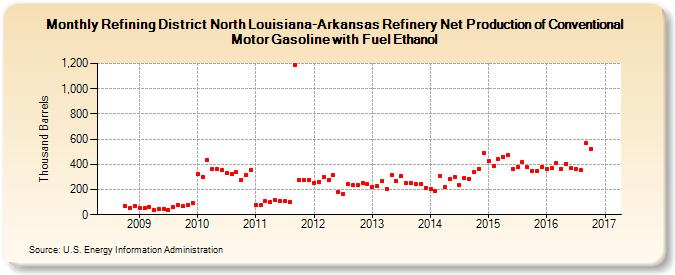 Monthly Refining District North Louisiana-Arkansas Refinery Net Production of Conventional
Motor Gasoline with Fuel Ethanol
Thousand Barrels
1,200
1,000
800
600
400
200
0
2009 2010 2011 2012 2013 2014 2015 2016 2017
Source: U.S. Energy Information Administration